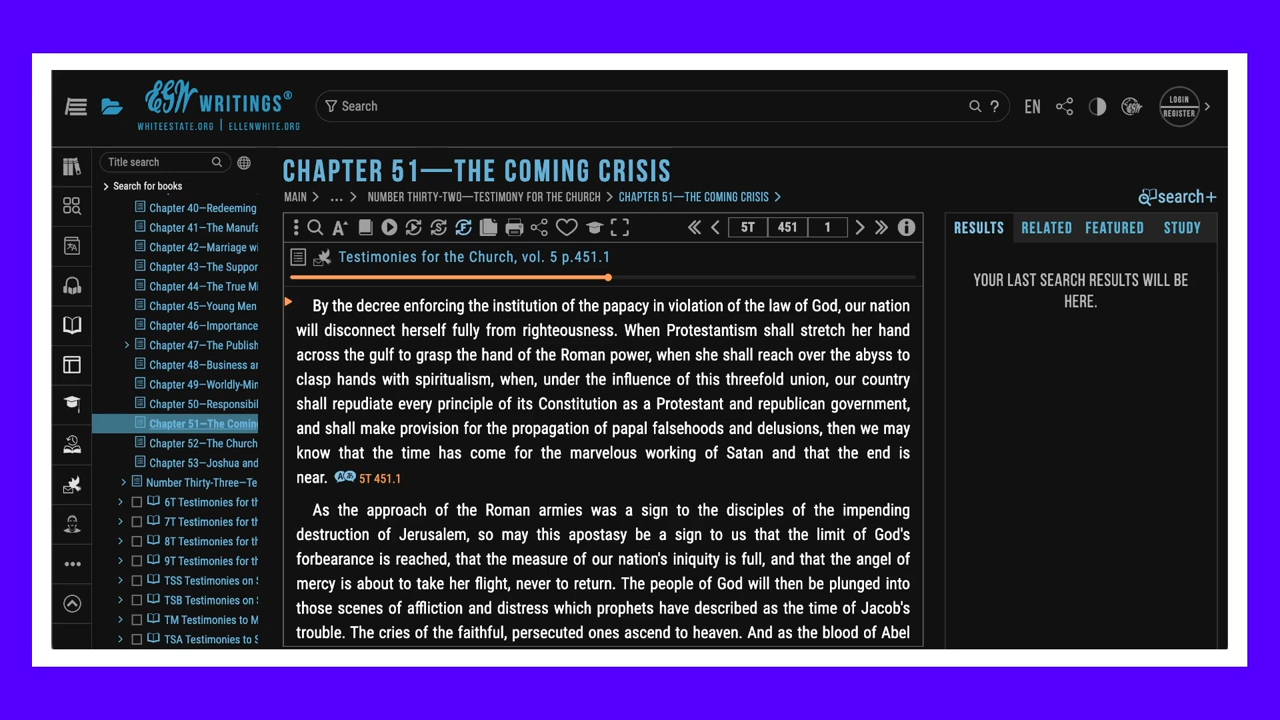 EGW WRITINGS®
WHITEESTATE.ORG | ELLENWHITE.ORG
Search
?
EN
LOGIN
REGISTER
Title search
Search for books
Chapter 40—Redeeming
Chapter 41—The Manufa
Chapter 42—Marriage wi
Chapter 43—The Suppor
Chapter 44—The True Mi
Chapter 45—Young Men
Chapter 46—Importance
Chapter 47—The Publish
Chapter 48—Business ar
Chapter 49—Worldly-Min
Chapter 50—Responsibil
Chapter 51—The Coming
Chapter 52—The Church
Chapter 53—Joshua and
Number Thirty-Three—Te
6T Testimonies for th
7T Testimonies for th
8T Testimonies for th
9T Testimonies for th
TSS Testimonies on S
TSB Testimonies on S
TM Testimonies to M
TSA Testimonies to S
CHAPTER 51—THE COMING CRISIS
MAIN > ... > NUMBER THIRTY-TWO—TESTIMONY FOR THE CHURCH > CHAPTER 51—THE COMING CRISIS >
5T 451 1
Testimonies for the Church, vol. 5 p.451.1
By the decree enforcing the institution of the papacy in violation of the law of God, our nation
will disconnect herself fully from righteousness. When Protestantism shall stretch her hand
across the gulf to grasp the hand of the Roman power, when she shall reach over the abyss to
clasp hands with spiritualism, when, under the influence of this threefold union, our country
shall repudiate every principle of its Constitution as a Protestant and republican government,
and shall make provision for the propagation of papal falsehoods and delusions, then we may
know that the time has come for the marvelous working of Satan and that the end is
near. 5T 451.1
As the approach of the Roman armies was a sign to the disciples of the impending
destruction of Jerusalem, so may this apostasy be a sign to us that the limit of God's
forbearance is reached, that the measure of our nation's iniquity is full, and that the angel of
mercy is about to take her flight, never to return. The people of God will then be plunged into
those scenes of affliction and distress which prophets have described as the time of Jacob's
trouble. The cries of the faithful, persecuted ones ascend to heaven. And as the blood of Abel
search+
RESULTS RELATED FEATURED STUDY
YOUR LAST SEARCH RESULTS WILL BE
HERE.